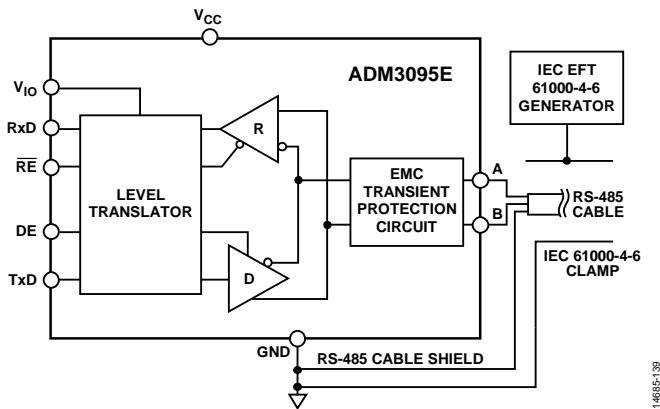 VCC
ADM3095E
VIO
RxD
RE
DE
TxD
LEVEL
TRANSLATOR
R
D
EMC
TRANSIENT
PROTECTION
CIRCUIT
A
B
IEC EFT
61000-4-6
GENERATOR
RS-485
CABLE
IEC 61000-4-6
CLAMP
GND
RS-485 CABLE SHIELD
14685-139